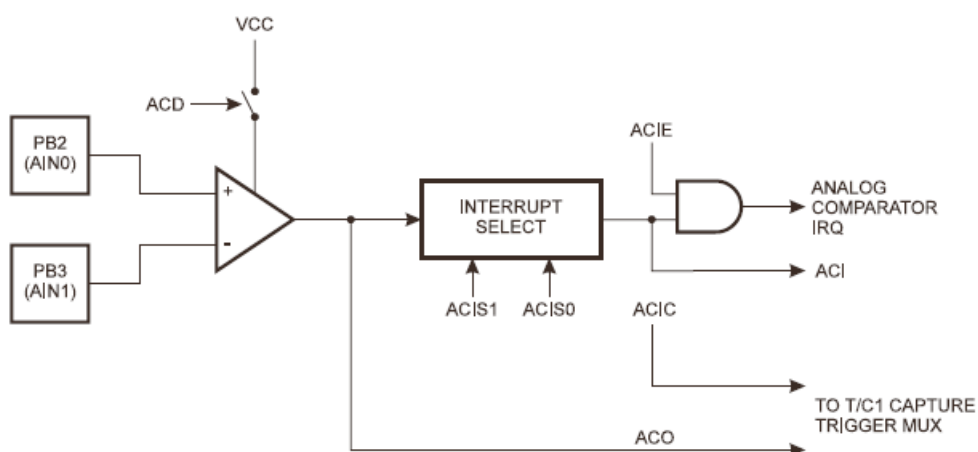 VCC
ACD
PB2
(AIN0)
PB3
(AIN1)
+
-
INTERRUPT
SELECT
ACIS1
ACIS0
ACIE
ANALOG
COMPARATOR
IRQ
ACI
ACIC
TO T/C1 CAPTURE
TRIGGER MUX
ACO